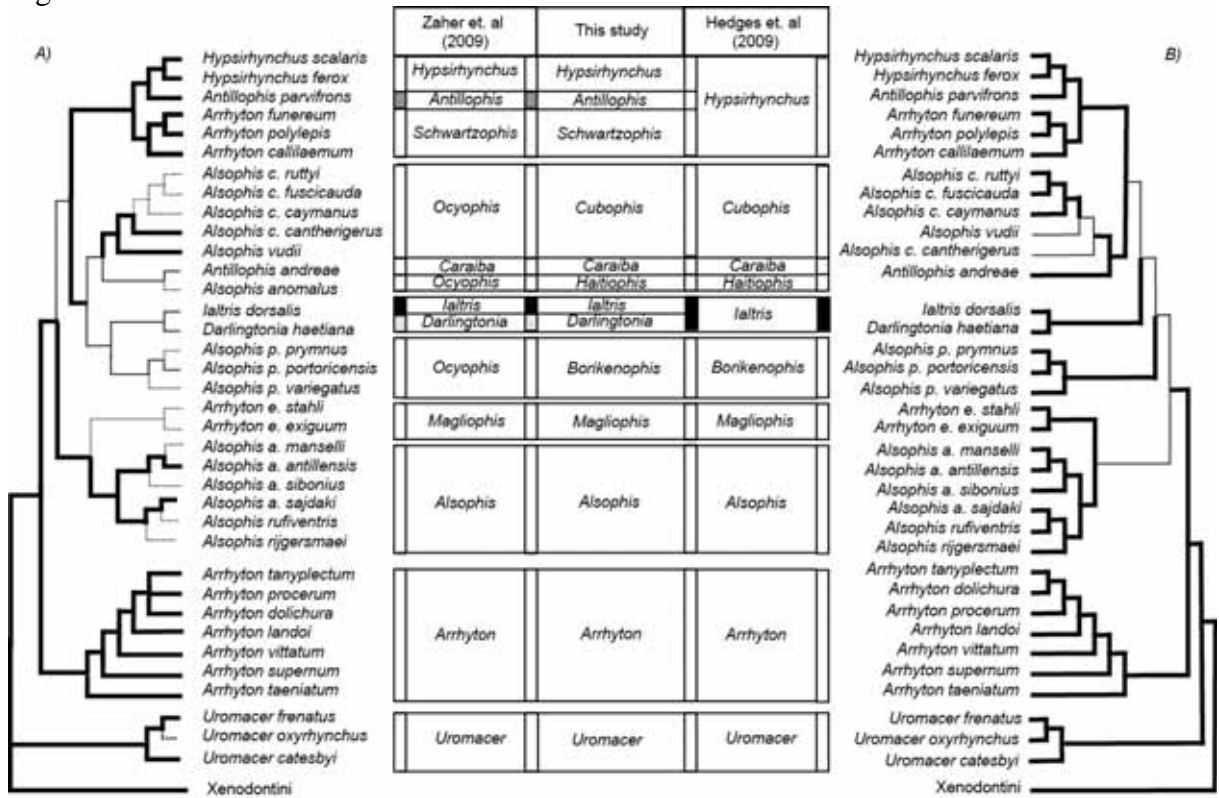 A)
Hypsirhynchus scalaris
Hypsirhynchus ferox
Antillophis parvifrons
Arrhyton funereum
Arrhyton polylepis
Arrhyton callilaemum
Alsophis c. ruttyi
Alsophis c. fuscicauda
Alsophis c. caymanus
Alsophis c. cantherigerus
Alsophis vudii
Antillophis andreae
Alsophis anomalus
Ialtris dorsalis
Darlingtonia haetiana
Alsophis p. prymnus
Alsophis p. portoricensis
Alsophis p. variegatus
Arrhyton e. stahli
Arrhyton e. exiguum
Alsophis a. manselli
Alsophis a. antillensis
Alsophis a. sibonius
Alsophis a. sajdaki
Alsophis rufiventris
Alsophis rijgersmaei
Arrhyton tanyplectum
Arrhyton procerum
Arrhyton dolichura
Arrhyton landoi
Arrhyton vittatum
Arrhyton supernum
Arrhyton taeniatum
Uromacer frenatus
Uromacer oxyrhynchus
Uromacer catesbyi
Xenodontini
Zaher et. al
(2009)
Hypsirhynchus
Antillophis
Schwartzophis
Ocyophis
Caraiba
Ocyophis
Ialtris
Darlingtonia
Ocyophis
Magliophis
Alsophis
Arrhyton
Uromacer
This study
Hypsirhynchus
Antillophis
Schwartzophis
Cubophis
Caraiba
Haitiophis
Ialtris
Darlingtonia
Borikenophis
Magliophis
Alsophis
Arrhyton
Uromacer
Hedges et. al
(2009)
Hypsirhynchus
Cubophis
Caraiba
Haitiophis
Ialtris
Borikenophis
Magliophis
Alsophis
Arrhyton
Uromacer
B)
Hypsirhynchus scalaris
Hypsirhynchus ferox
Antillophis parvifrons
Arrhyton funereum
Arrhyton polylepis
Arrhyton callilaemum
Alsophis c. ruttyi
Alsophis c. fuscicauda
Alsophis c. caymanus
Alsophis vudii
Alsophis c. cantherigerus
Antillophis andreae
Ialtris dorsalis
Darlingtonia haetiana
Alsophis p. prymnus
Alsophis p. portoricensis
Alsophis p. variegatus
Arrhyton e. stahli
Arrhyton e. exiguum
Alsophis a. manselli
Alsophis a. antillensis
Alsophis a. sibonius
Alsophis a. sajdaki
Alsophis rufiventris
Alsophis rijgersmaei
Arrhyton tanyplectum
Arrhyton dolichura
Arrhyton procerum
Arrhyton landoi
Arrhyton vittatum
Arrhyton supernum
Arrhyton taeniatum
Uromacer frenatus
Uromacer oxyrhynchus
Uromacer catesbyi
Xenodontini